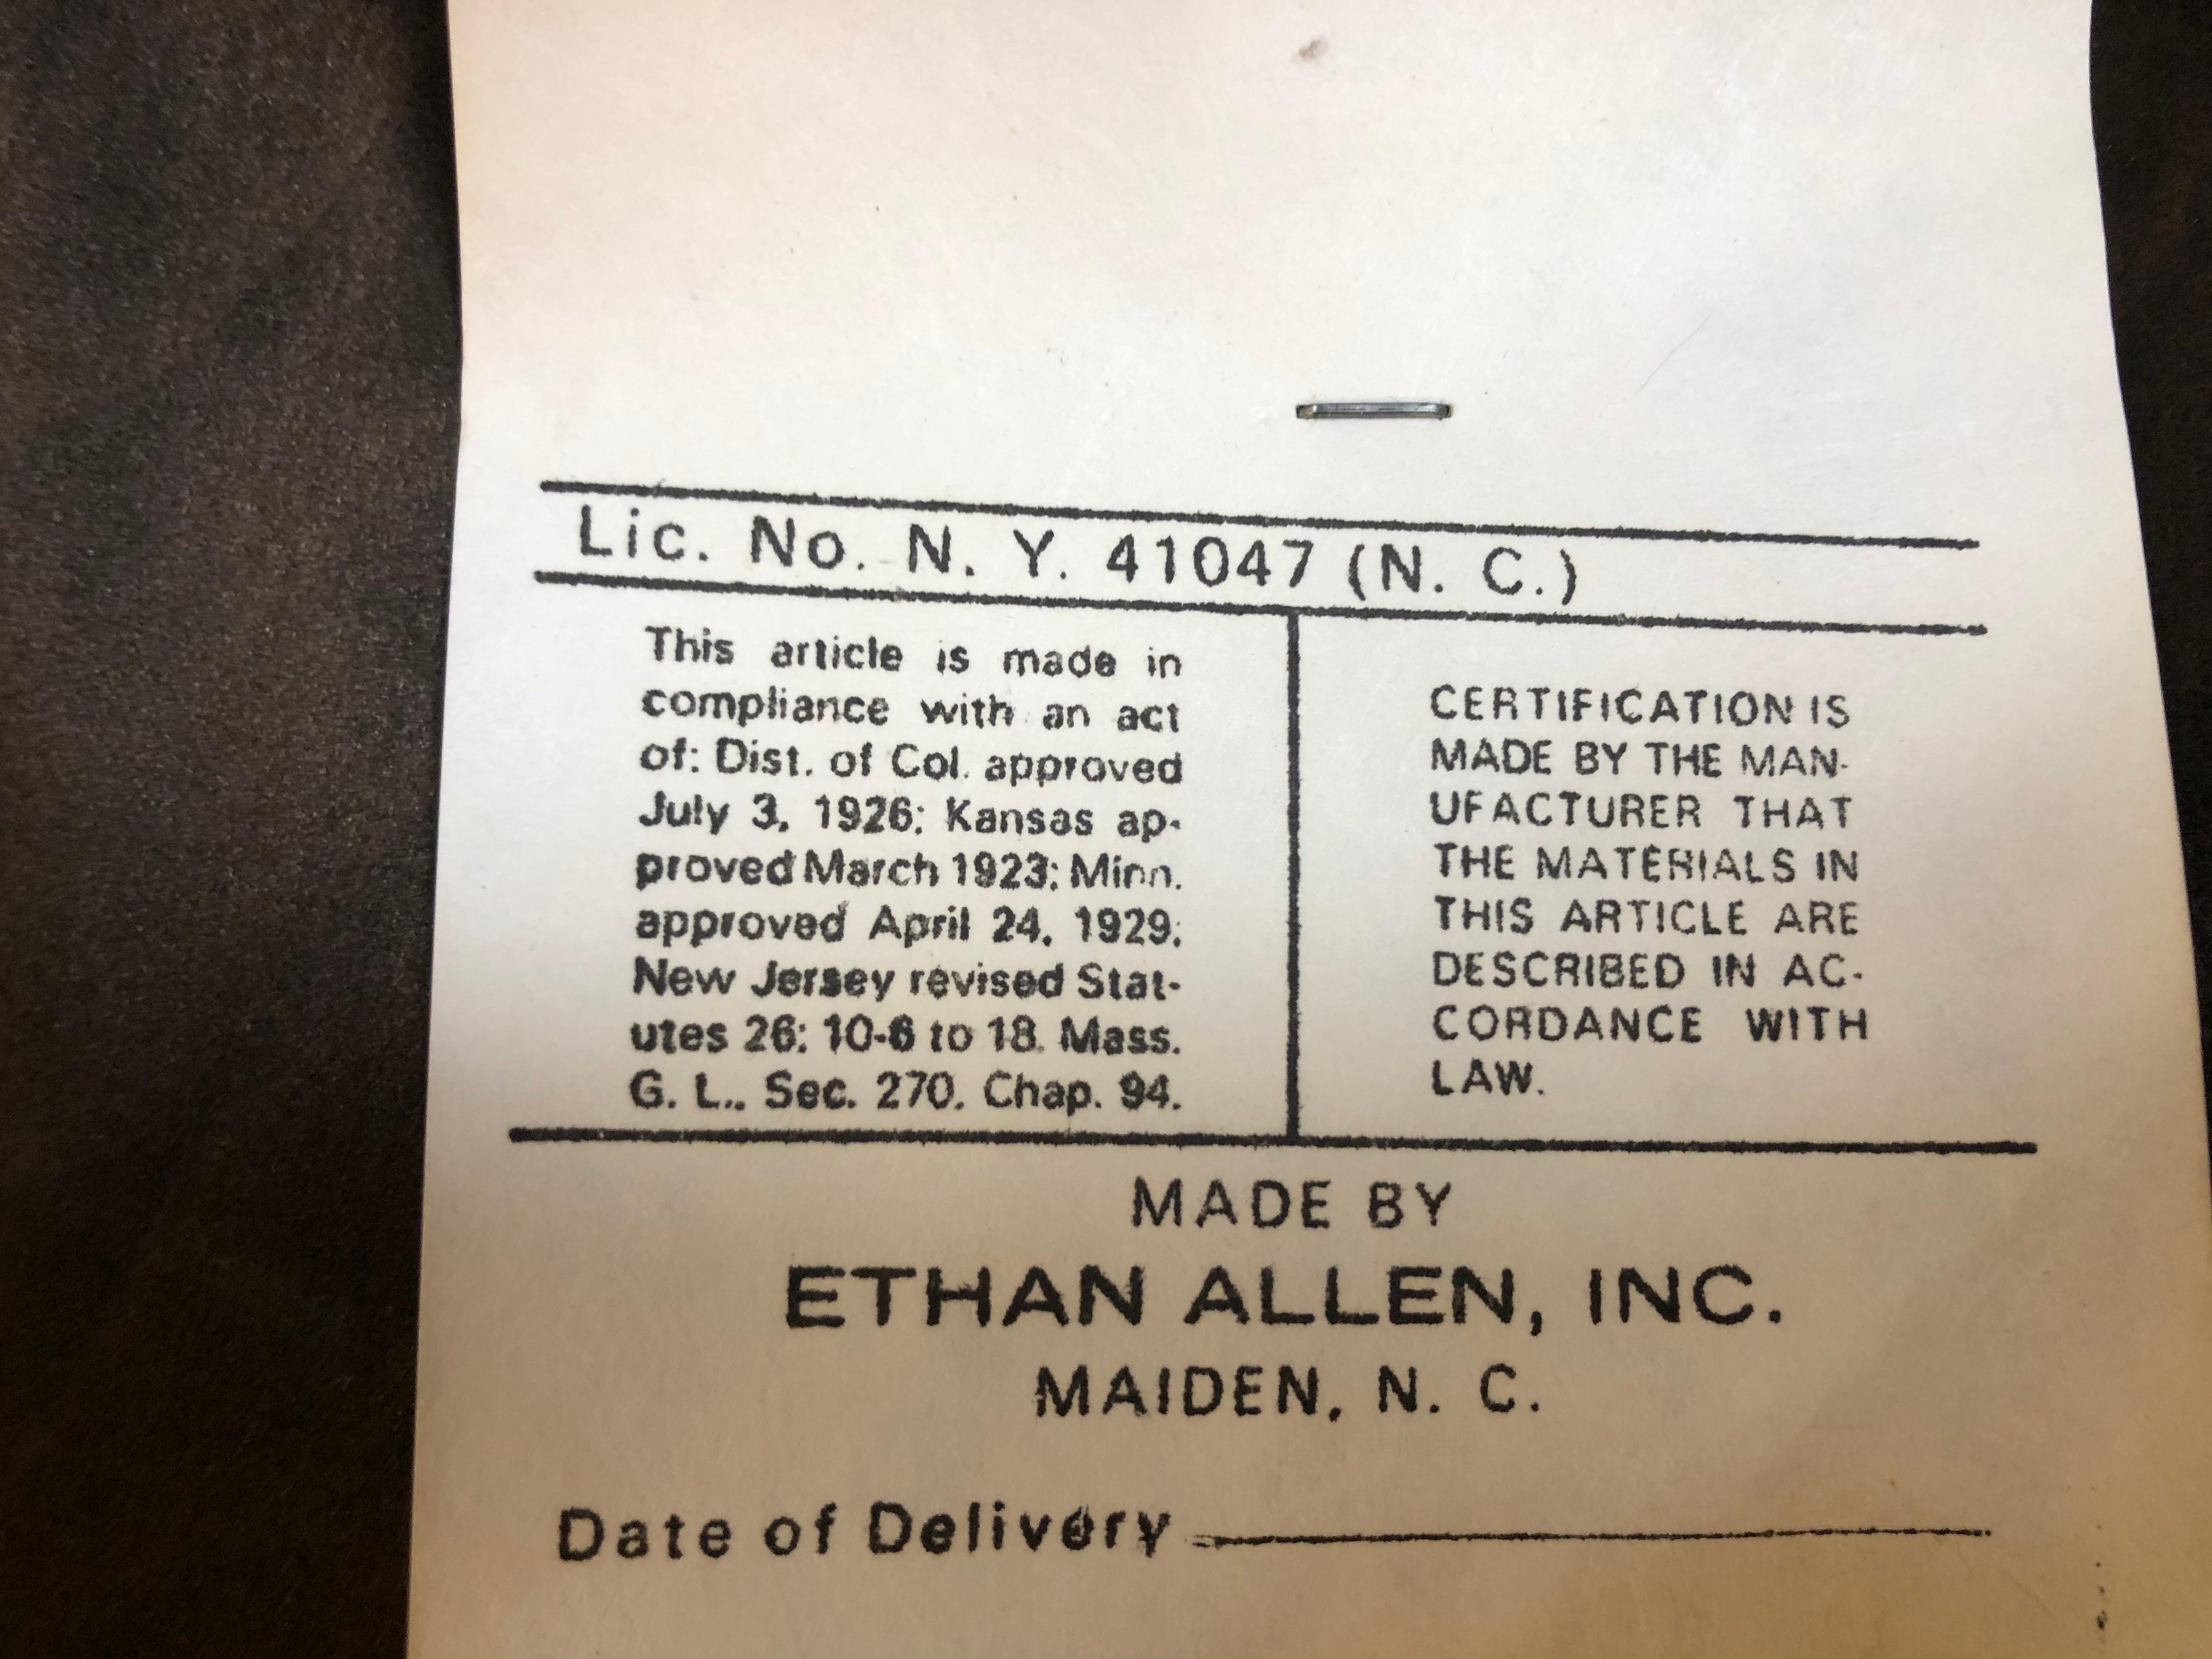 Lic. No. N. Y. 41047 (N. C.)
This article is made in
compliance with an act
of: Dist. of Col. approved
July 3, 1926; Kansas ap-
proved March 1923; Minn.
approved April 24, 1929;
New Jersey revised Stat-
utes 26: 10-6 to 18. Mass.
G. L., Sec. 270. Chap. 94.
CERTIFICATION IS
MADE BY THE MAN-
UFACTURER THAT
THE MATERIALS IN
THIS ARTICLE ARE
DESCRIBED IN AC-
CORDANCE WITH
LAW.
MADE BY
ETHAN ALLEN, INC.
MAIDEN, N. C.
Date of Delivery